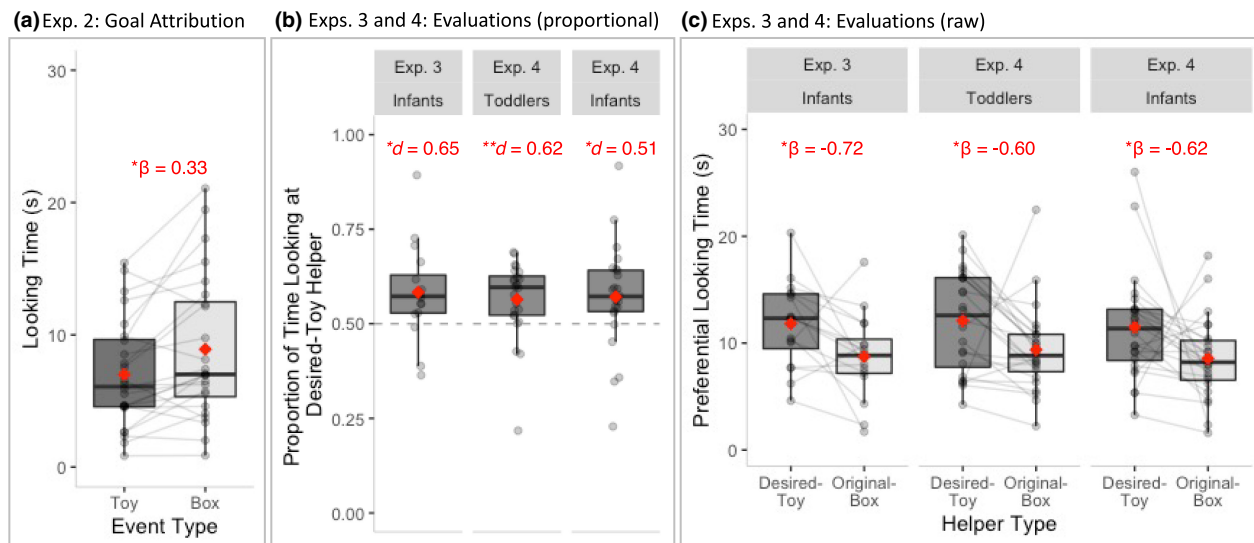 (a) Exp. 2: Goal Attribution
30
20
10
0
Looking Time (s)
*β = 0.33
Toy
Box
Event Type
(b) Exps. 3 and 4: Evaluations (proportional)
Exp. 3
Infants
Exp. 4
Toddlers
Exp. 4
Infants
1.00
0.75
0.50
0.25
0.00
Proportion of Time Looking at
Desired-Toy Helper
*d = 0.65
**d = 0.62
*d = 0.51
(c) Exps. 3 and 4: Evaluations (raw)
Exp. 3
Infants
Exp. 4
Toddlers
Exp. 4
Infants
30
20
10
0
Preferential Looking Time (s)
*β = -0.72
*β = -0.60
*β = -0.62
Desired-
Toy
Original-
Box
Desired-
Toy
Original-
Box
Desired-
Toy
Original-
Box
Helper Type